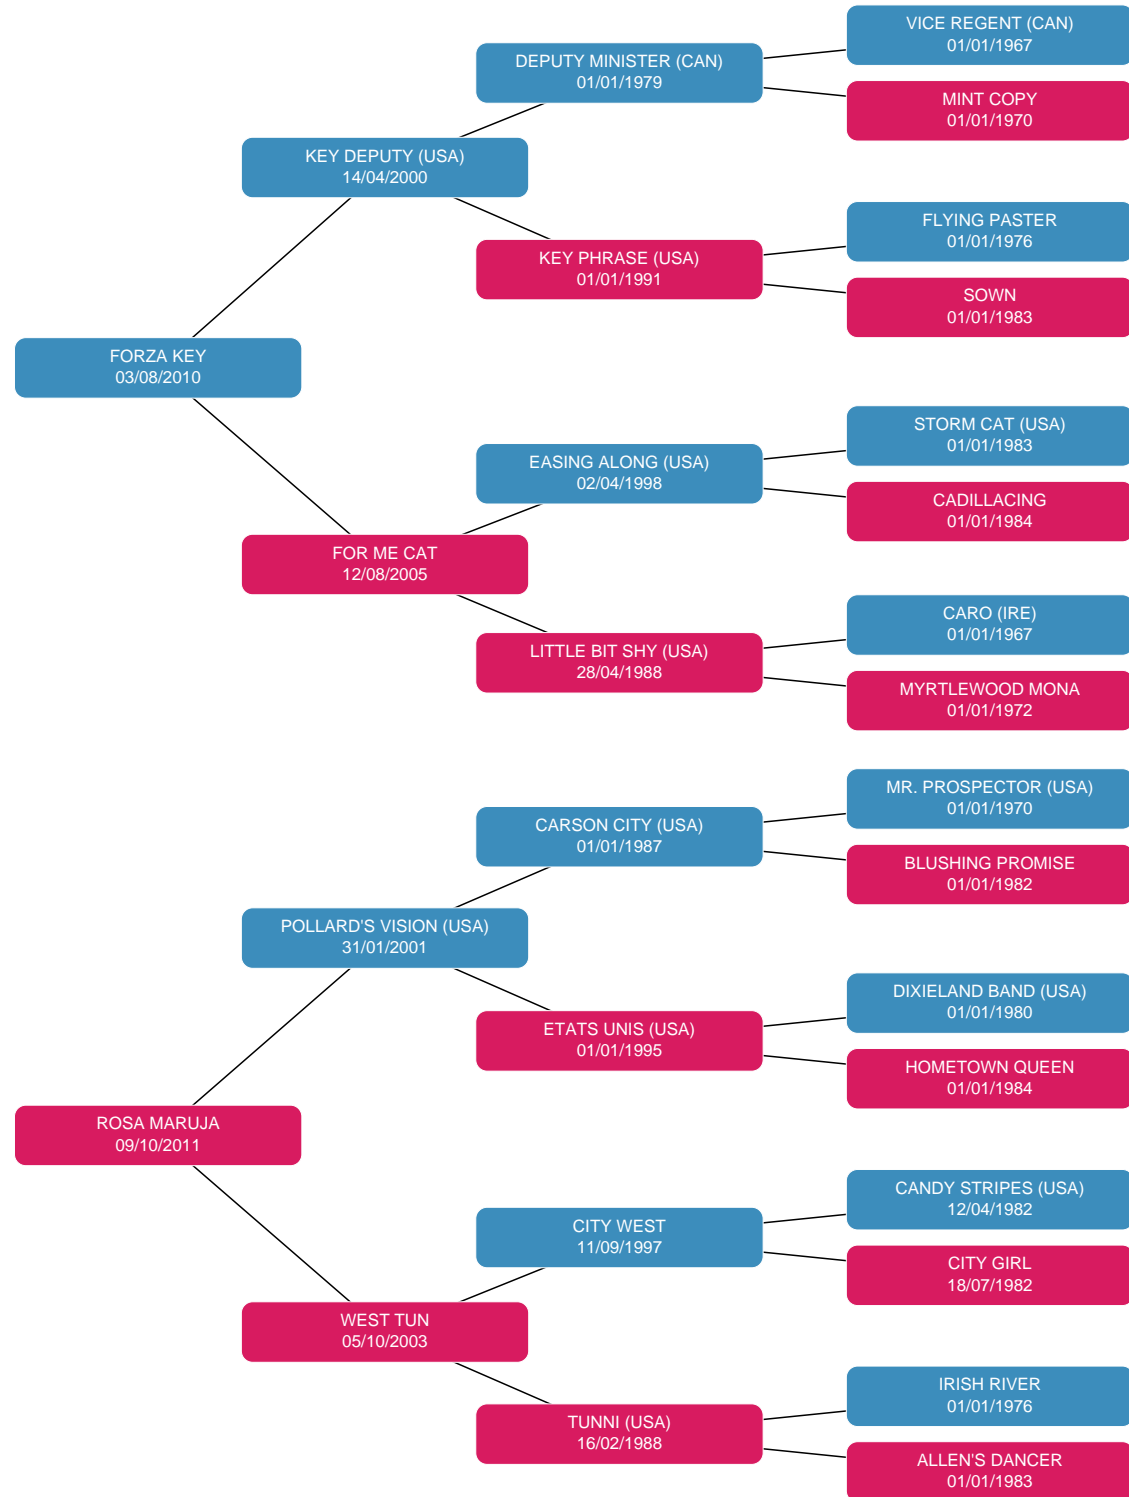 VICE REGENT (CAN)
01/01/1967
DEPUTY MINISTER (CAN)
01/01/1979
MINT COPY
01/01/1970
KEY DEPUTY (USA)
14/04/2000
FLYING PASTER
01/01/1976
KEY PHRASE (USA)
01/01/1991
SOWN
01/01/1983
FORZA KEY
03/08/2010
STORM CAT (USA)
01/01/1983
EASING ALONG (USA)
02/04/1998
CADILLACING
01/01/1984
FOR ME CAT
12/08/2005
CARO (IRE)
01/01/1967
LITTLE BIT SHY (USA)
28/04/1988
MYRTLEWOOD MONA
01/01/1972
MR. PROSPECTOR (USA)
01/01/1970
CARSON CITY (USA)
01/01/1987
BLUSHING PROMISE
01/01/1982
POLLARD'S VISION (USA)
31/01/2001
DIXIELAND BAND (USA)
01/01/1980
ETATS UNIS (USA)
01/01/1995
HOMETOWN QUEEN
01/01/1984
ROSA MARUJA
09/10/2011
CANDY STRIPES (USA)
12/04/1982
CITY WEST
11/09/1997
CITY GIRL
18/07/1982
WEST TUN
05/10/2003
IRISH RIVER
01/01/1976
TUNNI (USA)
16/02/1988
ALLEN'S DANCER
01/01/1983